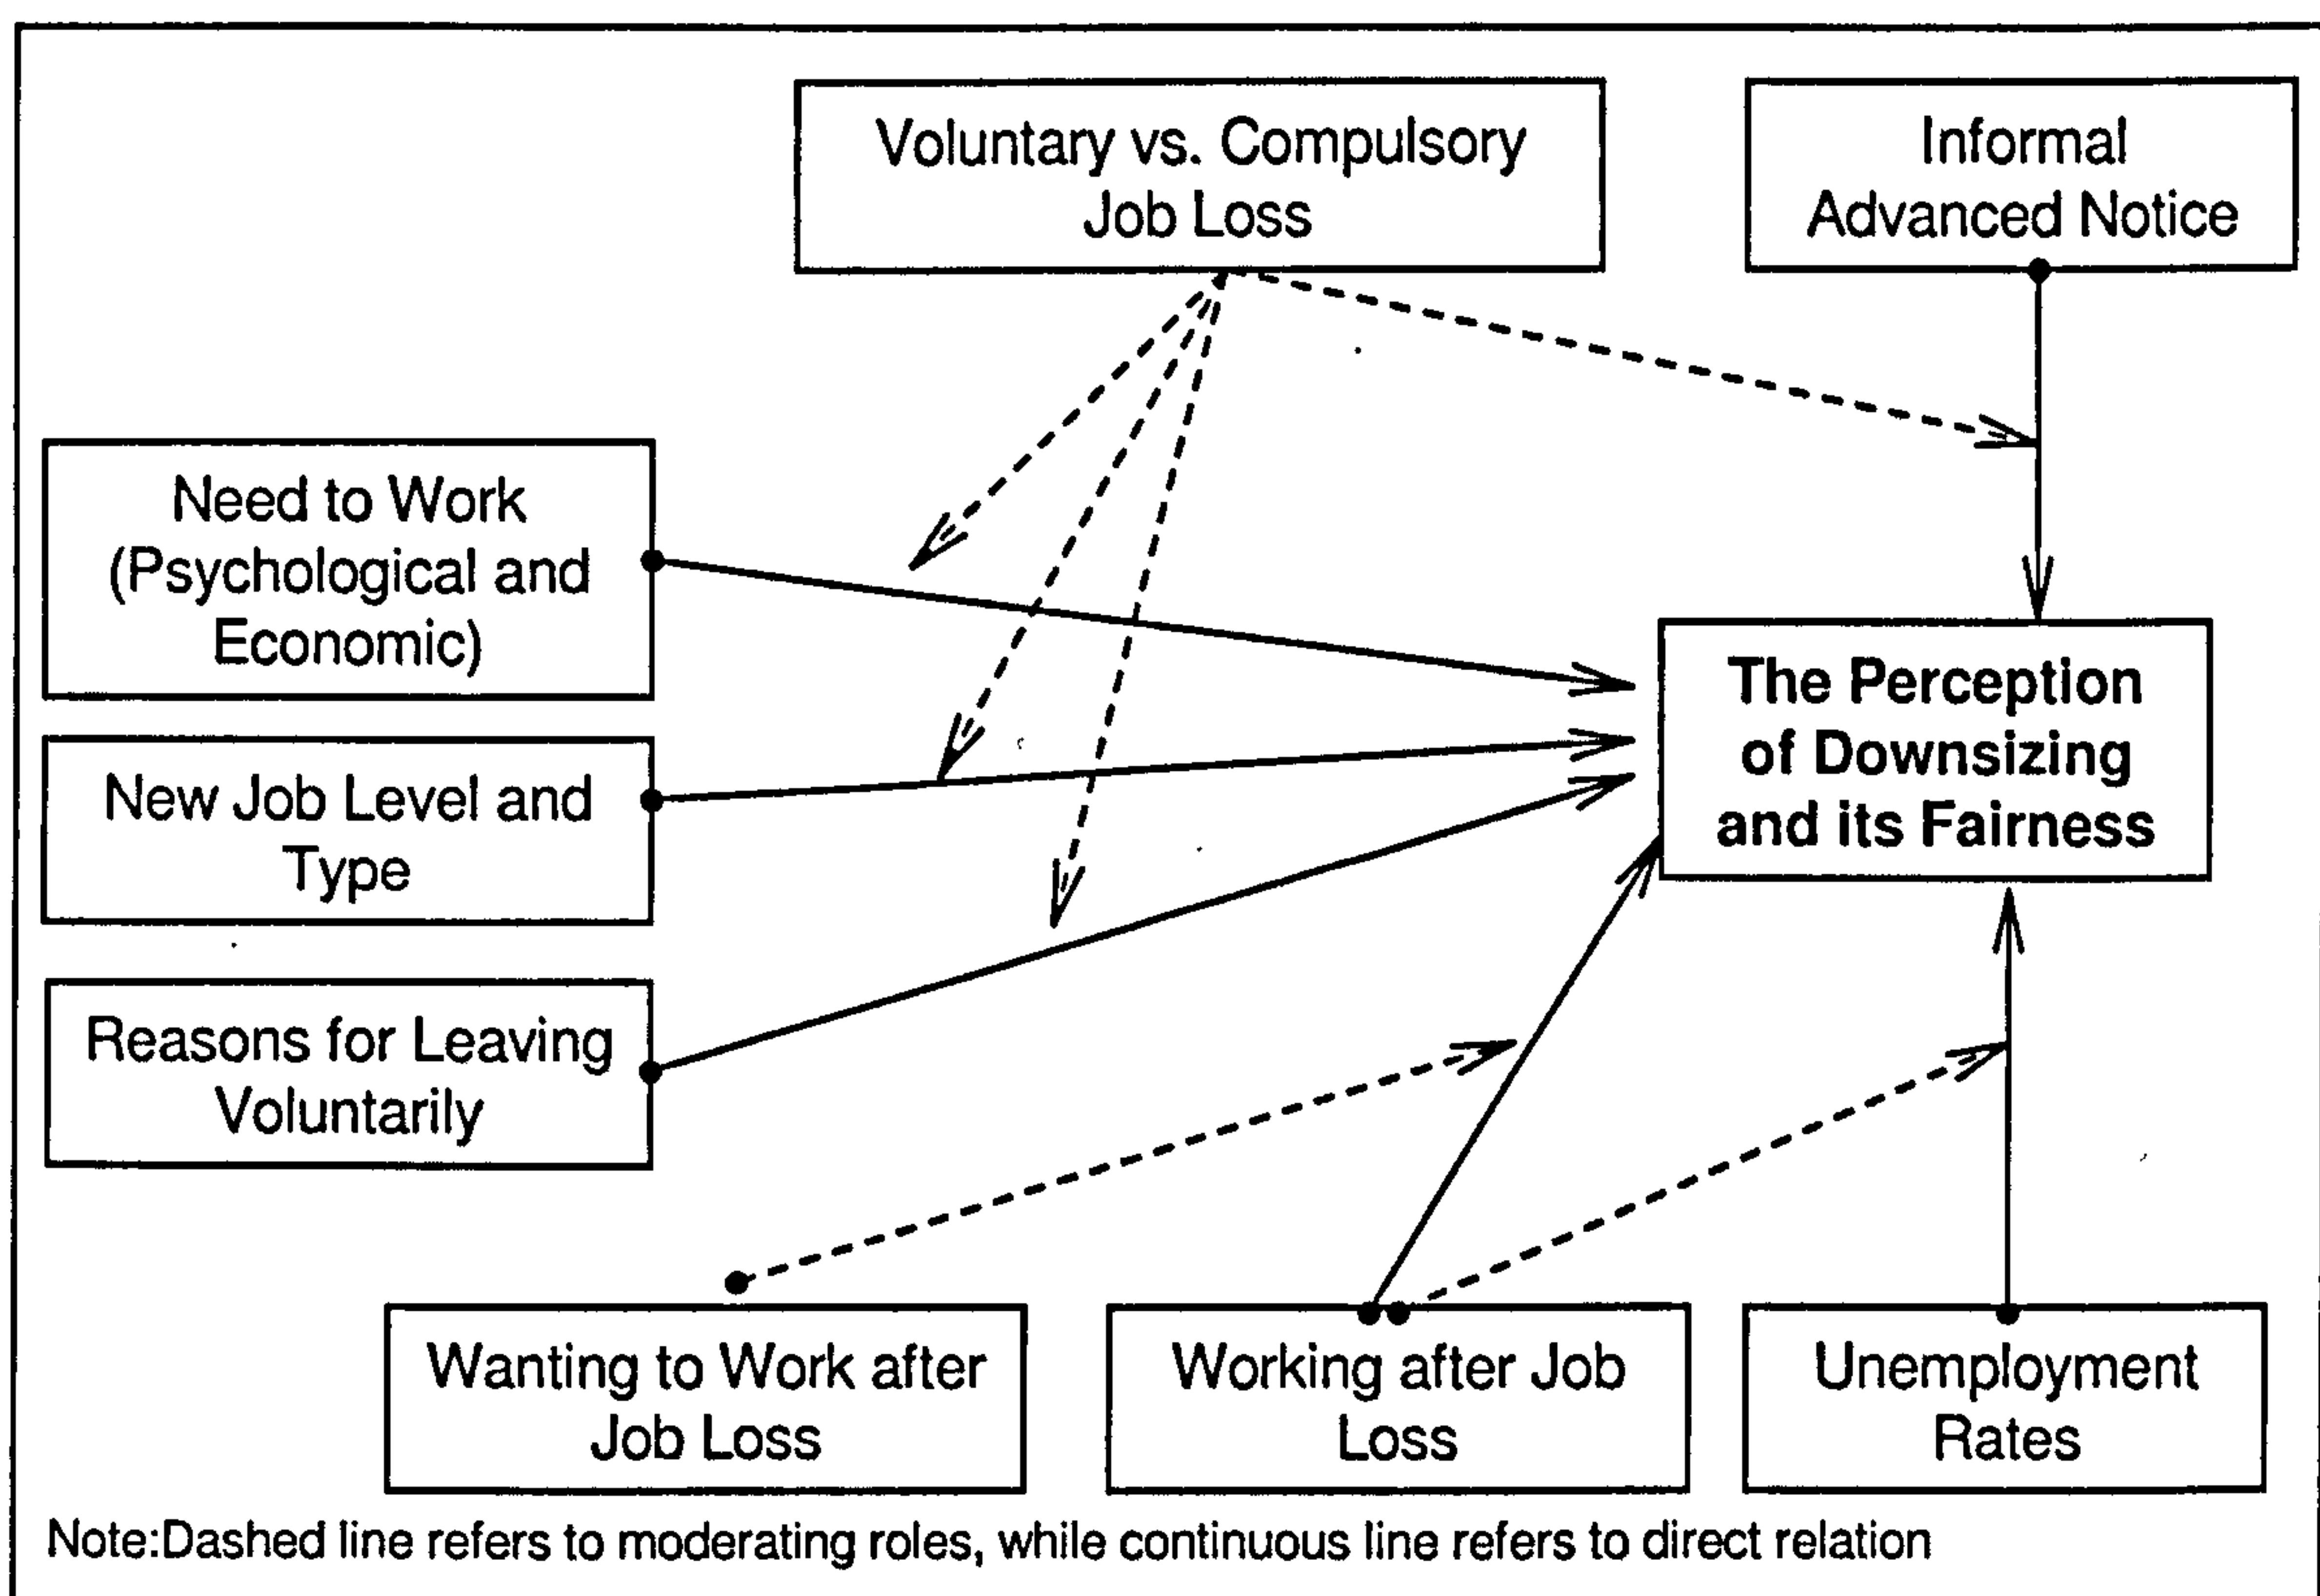 Voluntary vs. Compulsory
Job Loss
Informal
Advanced Notice
Need to Work
(Psychological and
Economic)
The Perception
of Downsizing
and its Fairness
New Job Level and
Type
Reasons for Leaving
Voluntarily
Wanting to Work after
Job Loss
Working after Job
Loss
Unemployment
Rates
Note:Dashed line refers to moderating roles, while continuous line refers to direct relation